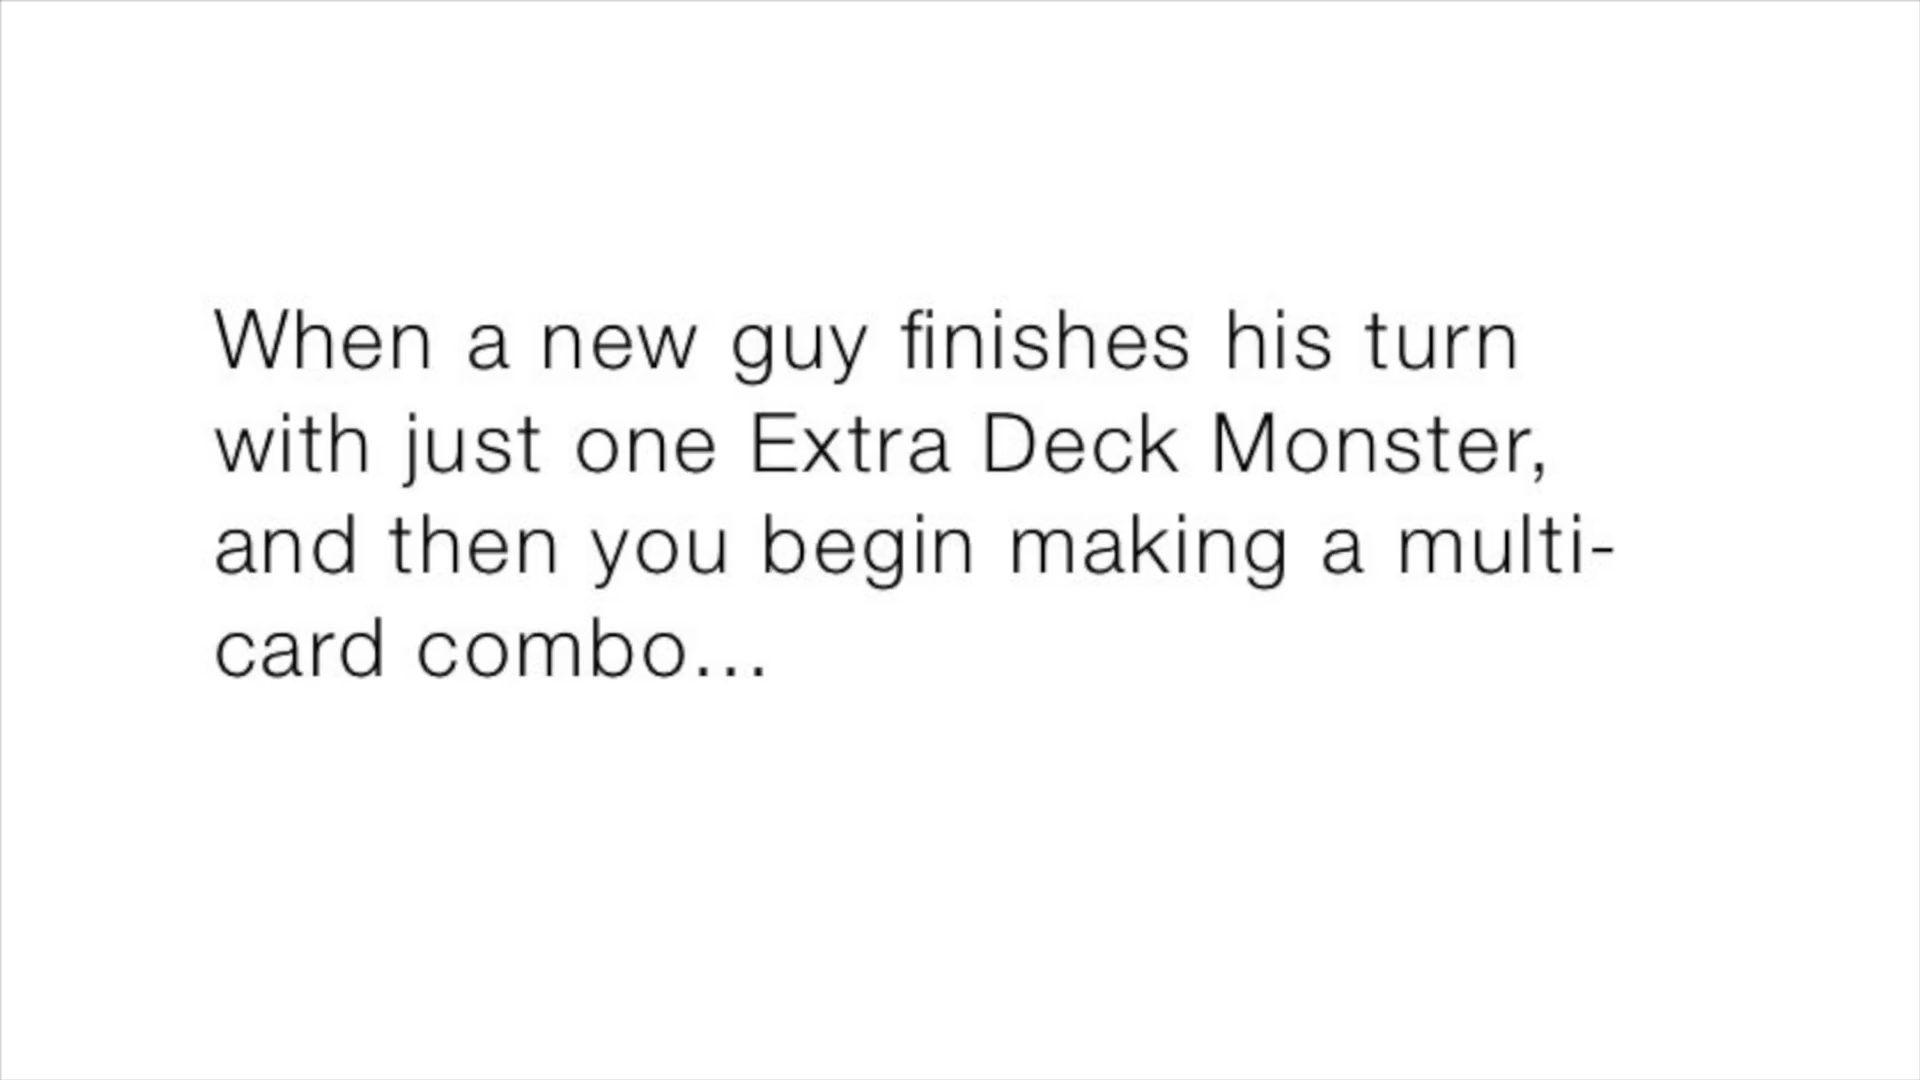 When a new guy finishes his turn
with just one Extra Deck Monster,
and then you begin making a multi-
card combo...